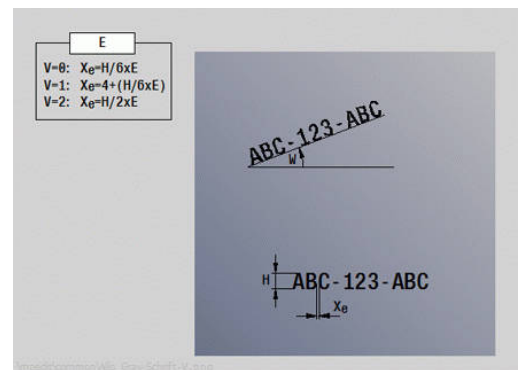 E
V=0: Xe=H/6xE
V=1: Xe=4+(H/6xE)
V=2: Xe=H/2xE
ABC-123-ABC
W
H
ABC-123-ABC
Xe